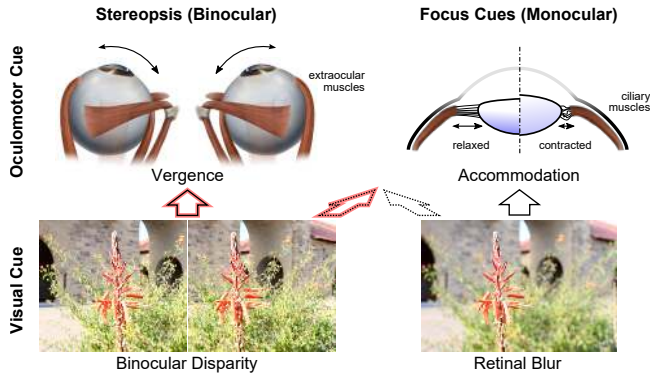 Stereopsis (Binocular)
Focus Cues (Monocular)
Oculomotor Cue
extraocular
muscles
ciliary
muscles
relaxed
contracted
Vergence
Accommodation
Visual Cue
Binocular Disparity
Retinal Blur